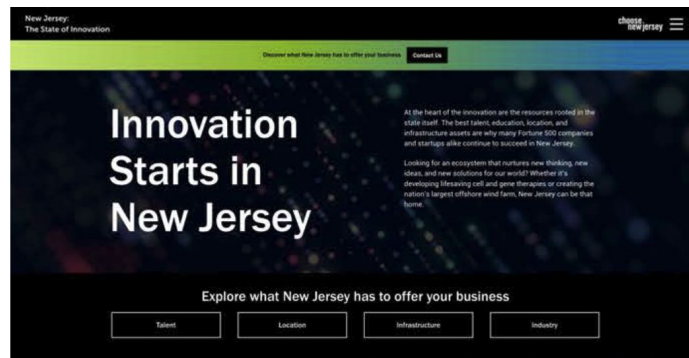 New Jersey:
The State of Innovation
choose
new jersey
Discover what New Jersey has to offer your business
Contact Us
Innovation
Starts in
New Jersey
At the heart of the innovation are the resources rooted in the
state itself. The best talent, education, location, and
infrastructure assets are why many Fortune 500 companies
and startups alike continue to succeed in New Jersey.
Looking for an ecosystem that nurtures new thinking, new
ideas, and new solutions for our world? Whether it's
developing lifesaving cell and gene therapies or creating the
nation's largest offshore wind farm, New Jersey can be that
home.
Explore what New Jersey has to offer your business
Talent
Location
Infrastructure
Industry